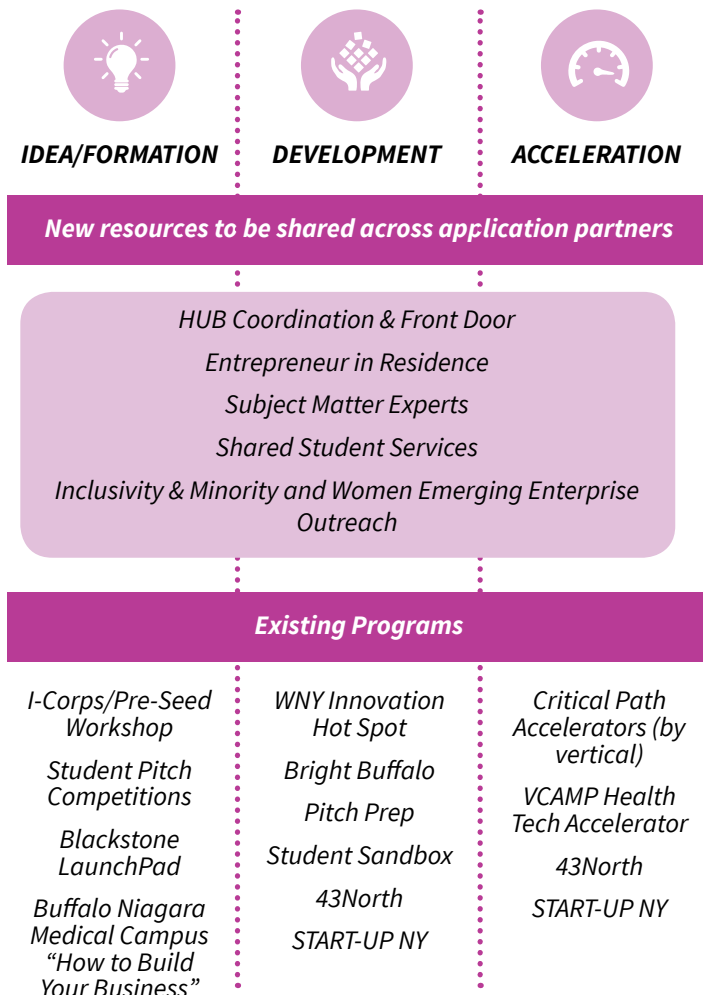 IDEA/FORMATION
DEVELOPMENT
ACCELERATION
New resources to be shared across application partners
HUB Coordination & Front Door
Entrepreneur in Residence
Subject Matter Experts
Shared Student Services
Inclusivity & Minority and Women Emerging Enterprise
Outreach
Existing Programs
I-Corps/Pre-Seed
Workshop
Student Pitch
Competitions
Blackstone
LaunchPad
Buffalo Niagara
Medical Campus
“How to Build
Your Business”
WNY Innovation
Hot Spot
Bright Buffalo
Pitch Prep
Student Sandbox
43North
START-UP NY
Critical Path
Accelerators (by
vertical)
VCAMP Health
Tech Accelerator
43North
START-UP NY